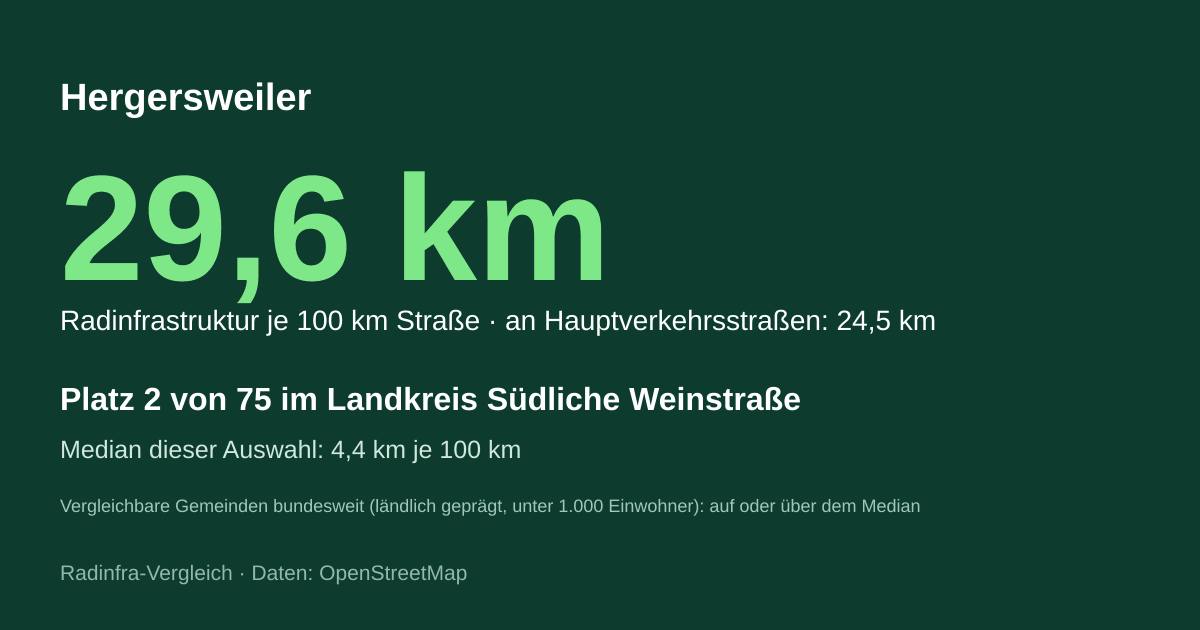 Hergersweiler
29,6 km
Radinfrastruktur je 100 km Straße · an Hauptverkehrsstraßen: 24,5 km
Platz 2 von 75 im Landkreis Südliche Weinstraße
Median dieser Auswahl: 4,4 km je 100 km
Vergleichbare Gemeinden bundesweit (ländlich geprägt, unter 1.000 Einwohner): auf oder über dem Median
Radinfra-Vergleich · Daten: OpenStreetMap